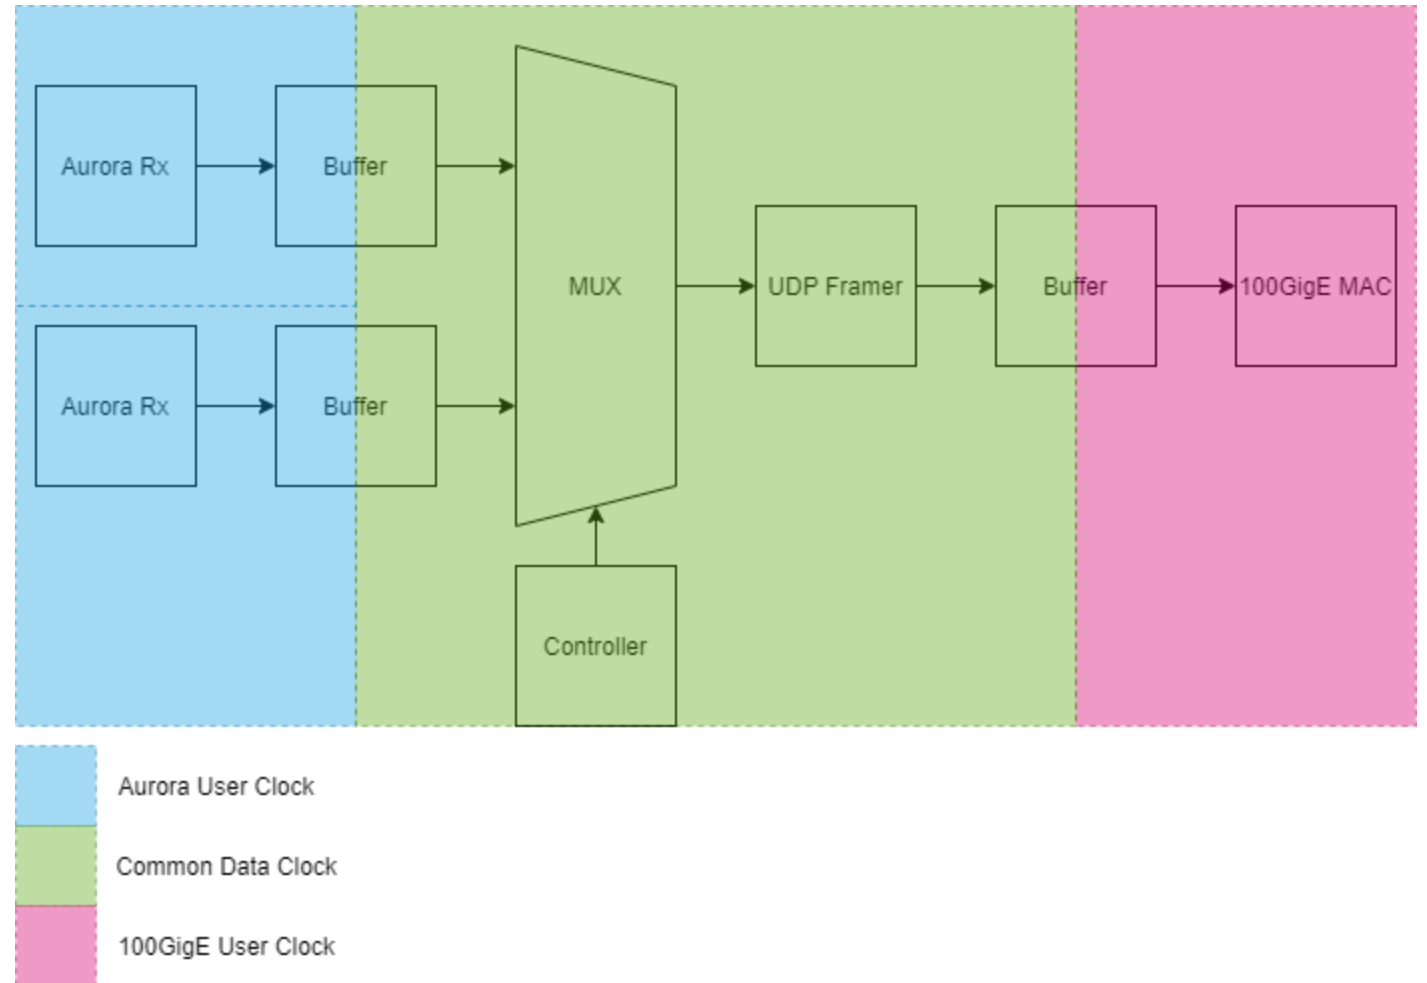 Aurora Rx
Buffer
MUX
UDP Framer
Buffer
100GigE MAC
Aurora Rx
Buffer
Controller
Aurora User Clock
Common Data Clock
100GigE User Clock